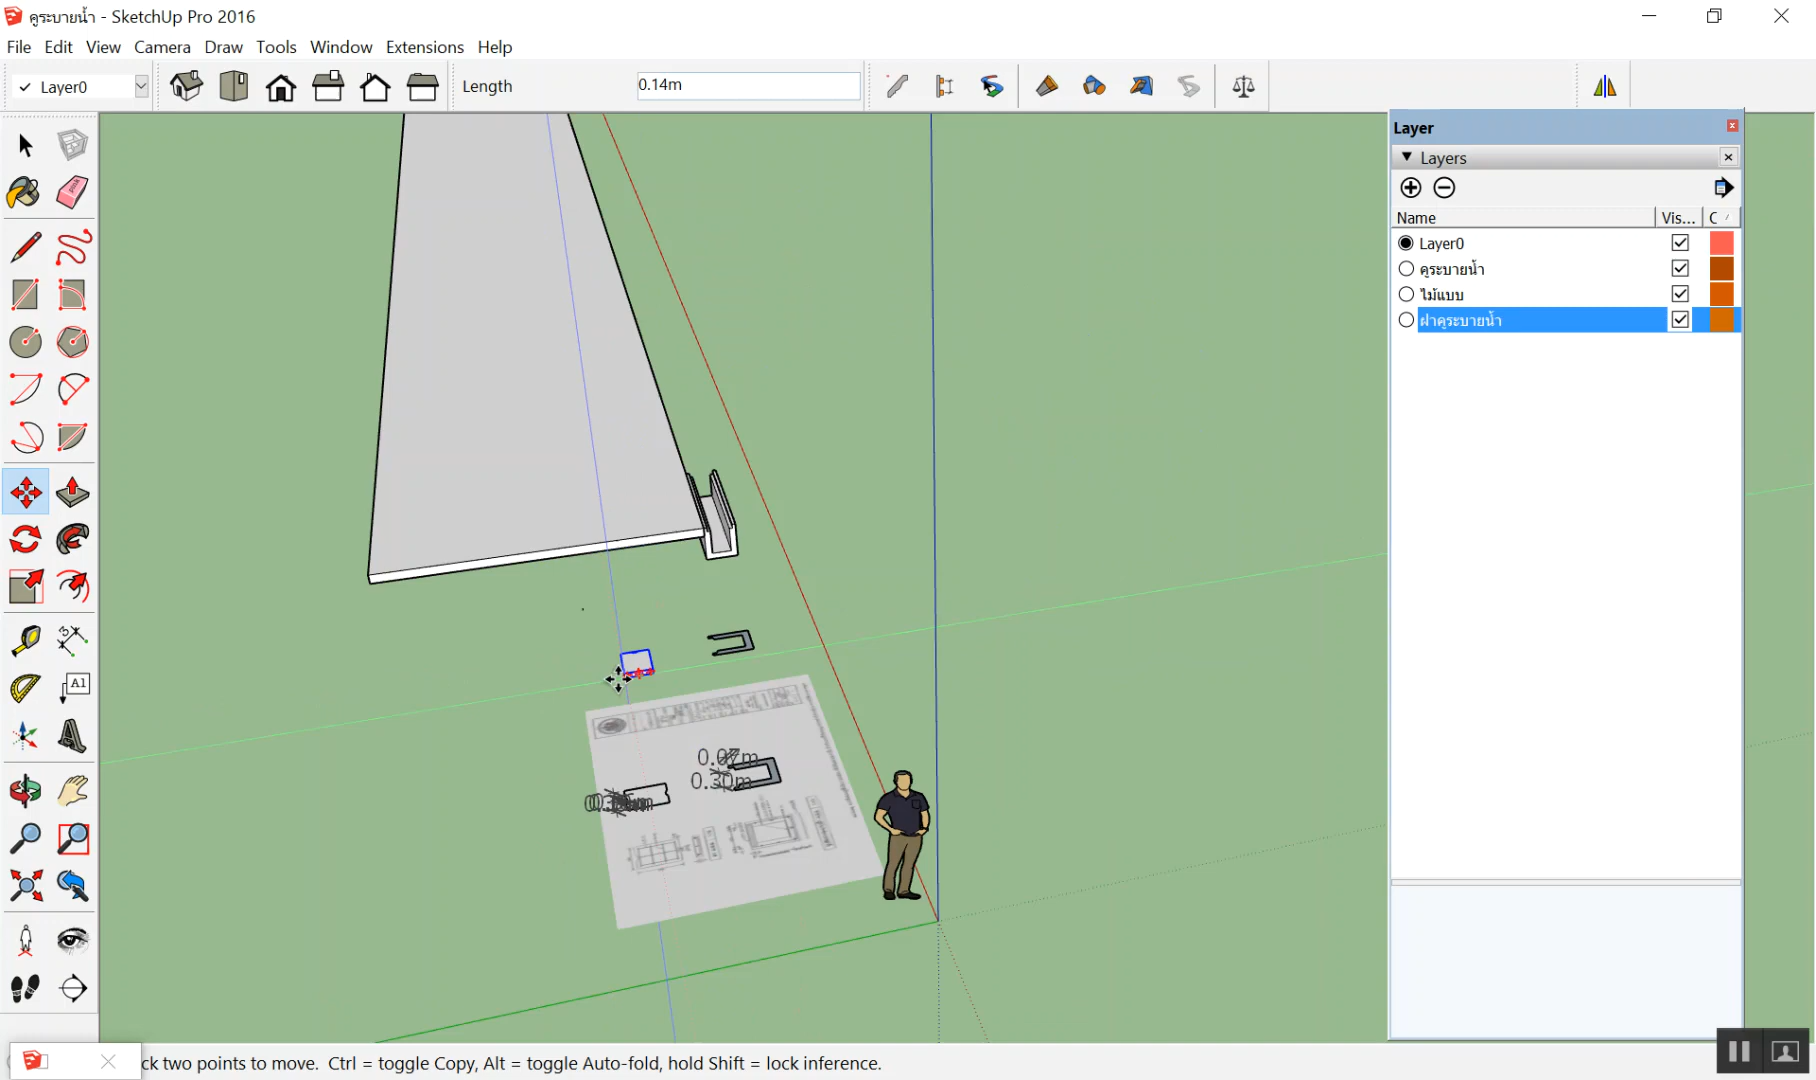 คูระบายน้ำ - SketchUp Pro 2016
File Edit View Camera Draw Tools Window Extensions Help
Layer0
Length
0.14m
Layer
Layers
Name
Vis...
C
Layer0
คูระบายน้ำ
ไม้แบบ
ฝาคูระบายน้ำ
A1
0.07m
0.30m
ck two points to move. Ctrl = toggle Copy, Alt = toggle Auto-fold, hold Shift = lock inference.